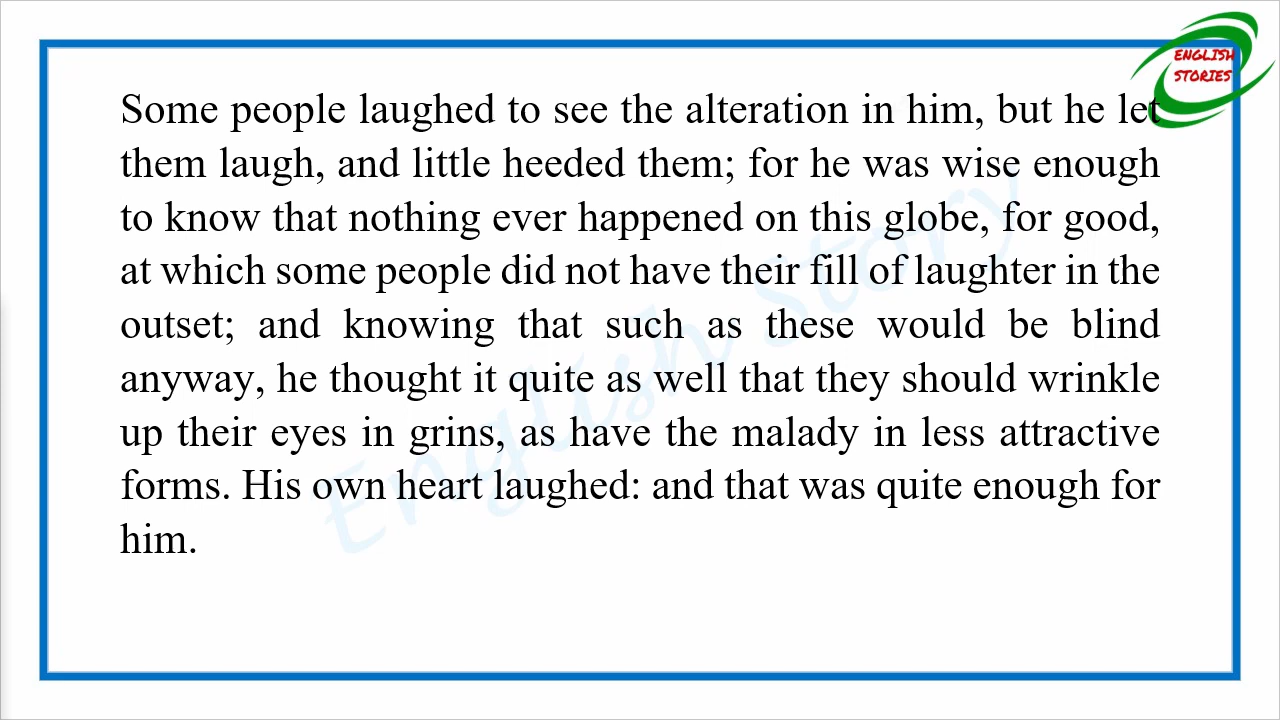 ENGLISH
STORIES
Some people laughed to see the alteration in him, but he let
them laugh, and little heeded them; for he was wise enough
to know that nothing ever happened on this globe, for good,
at which some people did not have their fill of laughter in the
outset; and knowing that such as these would be blind
anyway, he thought it quite as well that they should wrinkle
up their eyes in grins, as have the malady in less attractive
forms. His own heart laughed: and that was quite enough for
him.
English Story